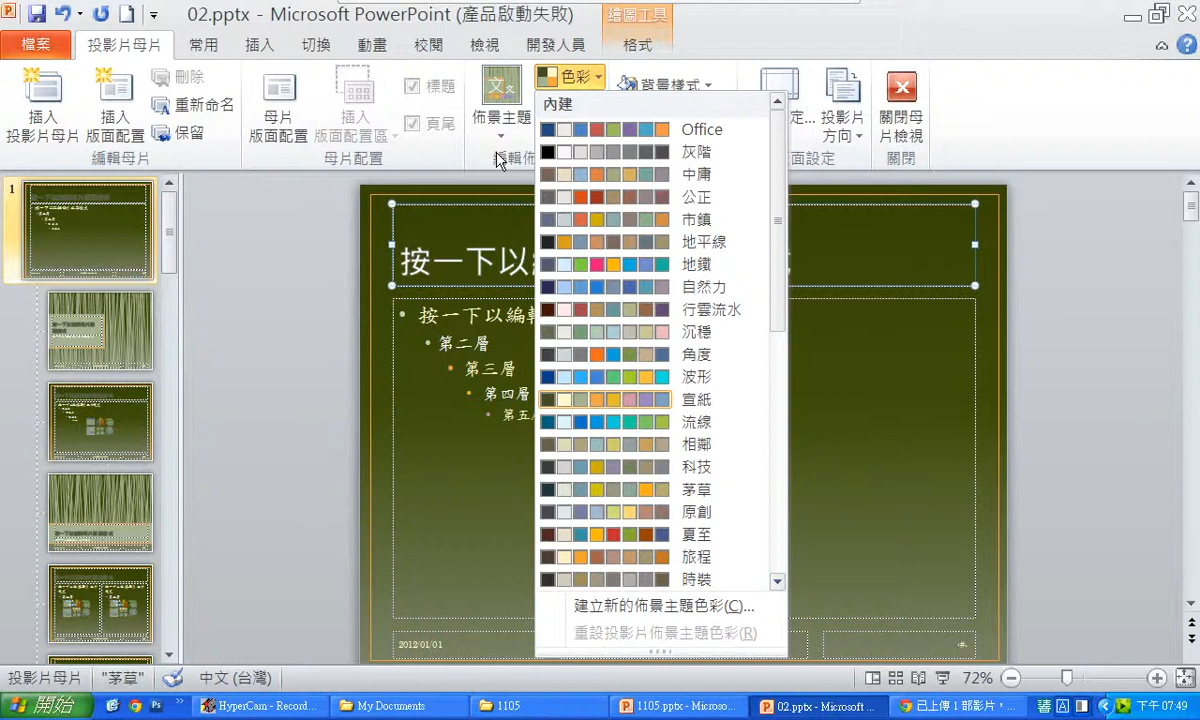 02.pptx - Microsoft PowerPoint (產品啟動失敗)
繪圖工具
檔案
投影片母片
常用
插入
切換
動畫
校閱
檢視
開發人員
格式
插入
投影片母片
插入
版面配置
刪除
重新命名
保留
編輯母片
母片
版面配置
插入
版面配置區
標題
頁尾
母片配置
佈景主題
色彩
背景樣式
投影片
方向
關閉母
片檢視
關閉
內建
Office
灰階
中庸
公正
市鎮
地平線
地鐵
自然力
行雲流水
沉穩
角度
波形
宣紙
流線
相鄰
科技
茅草
原創
夏至
旅程
時裝
建立新的佈景主題色彩(C)...
重設投影片佈景主題色彩(R)
1
按一下以
按一下以編
第二層
第三層
第四層
第五
2012/01/01
‹#›
投影片母片
"茅草"
中文 (台灣)
72%
開始
HyperCam - Record...
My Documents
1105
1105.pptx - Microso...
02.pptx - Microsoft ...
已上傳 1 部影片，...
下午 07:49